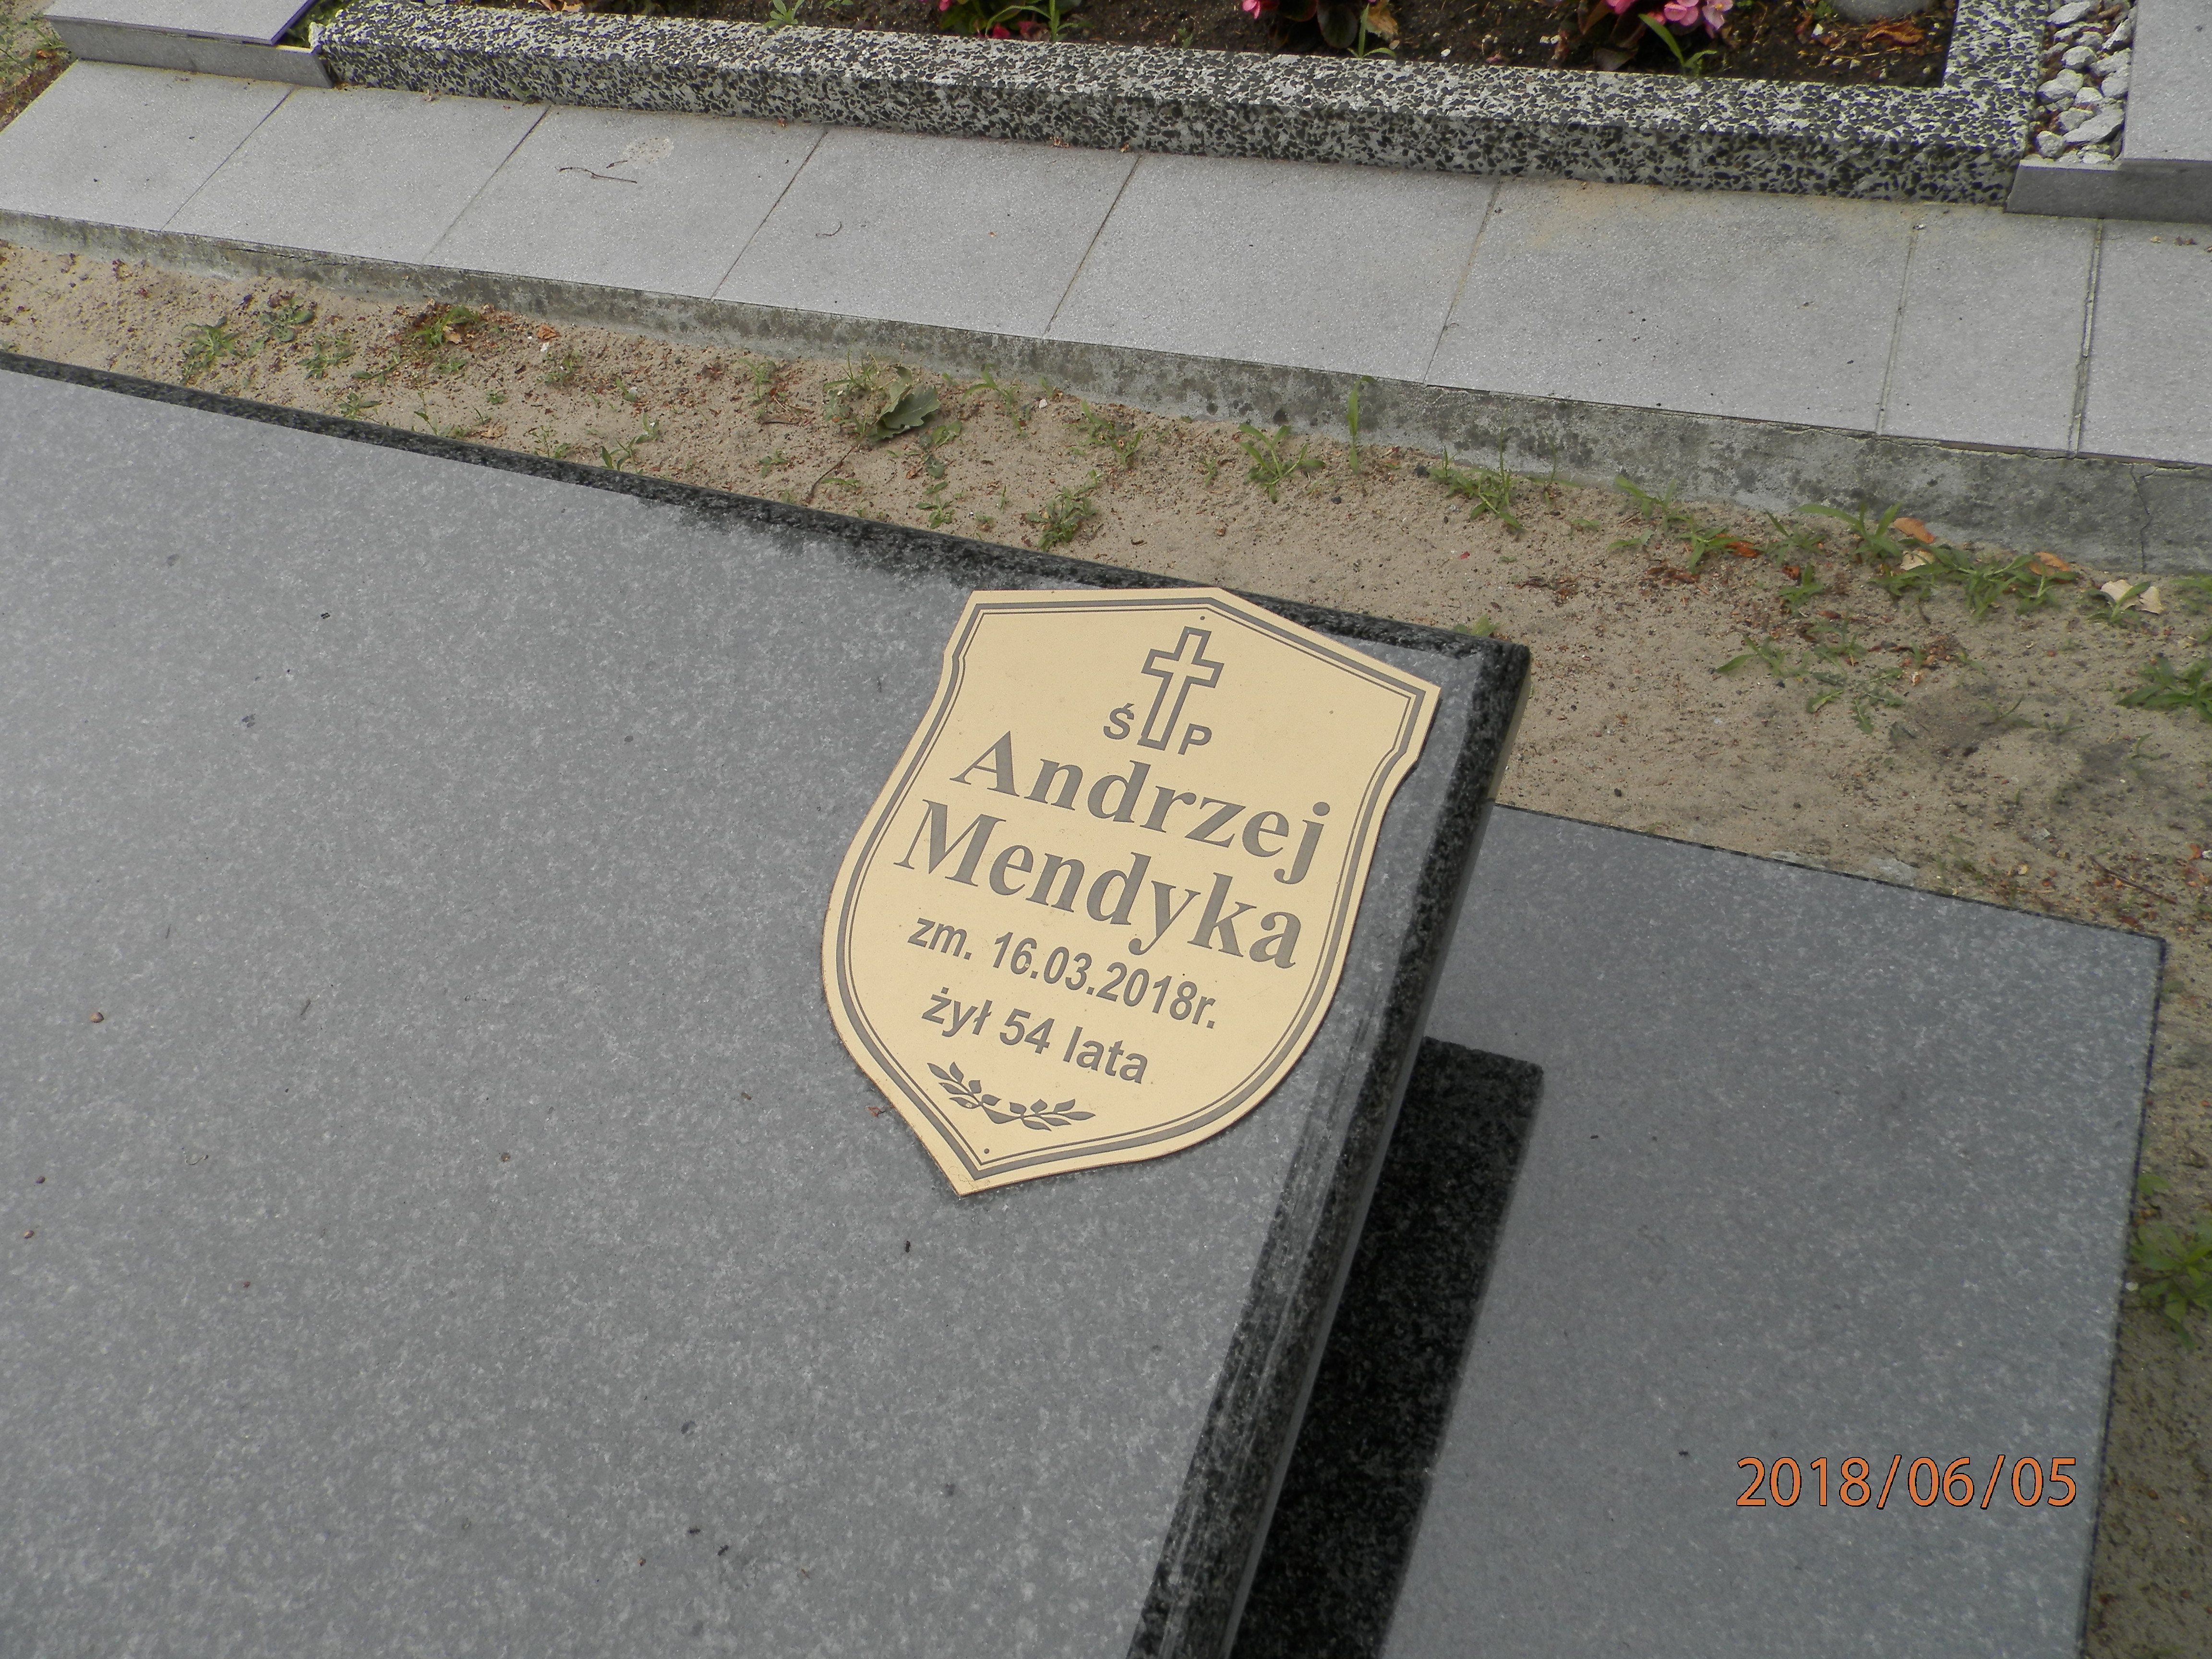 Ś P
Andrzej
Mendyka
zm. 16.03.2018r.
żył 54 lata
2018/06/05